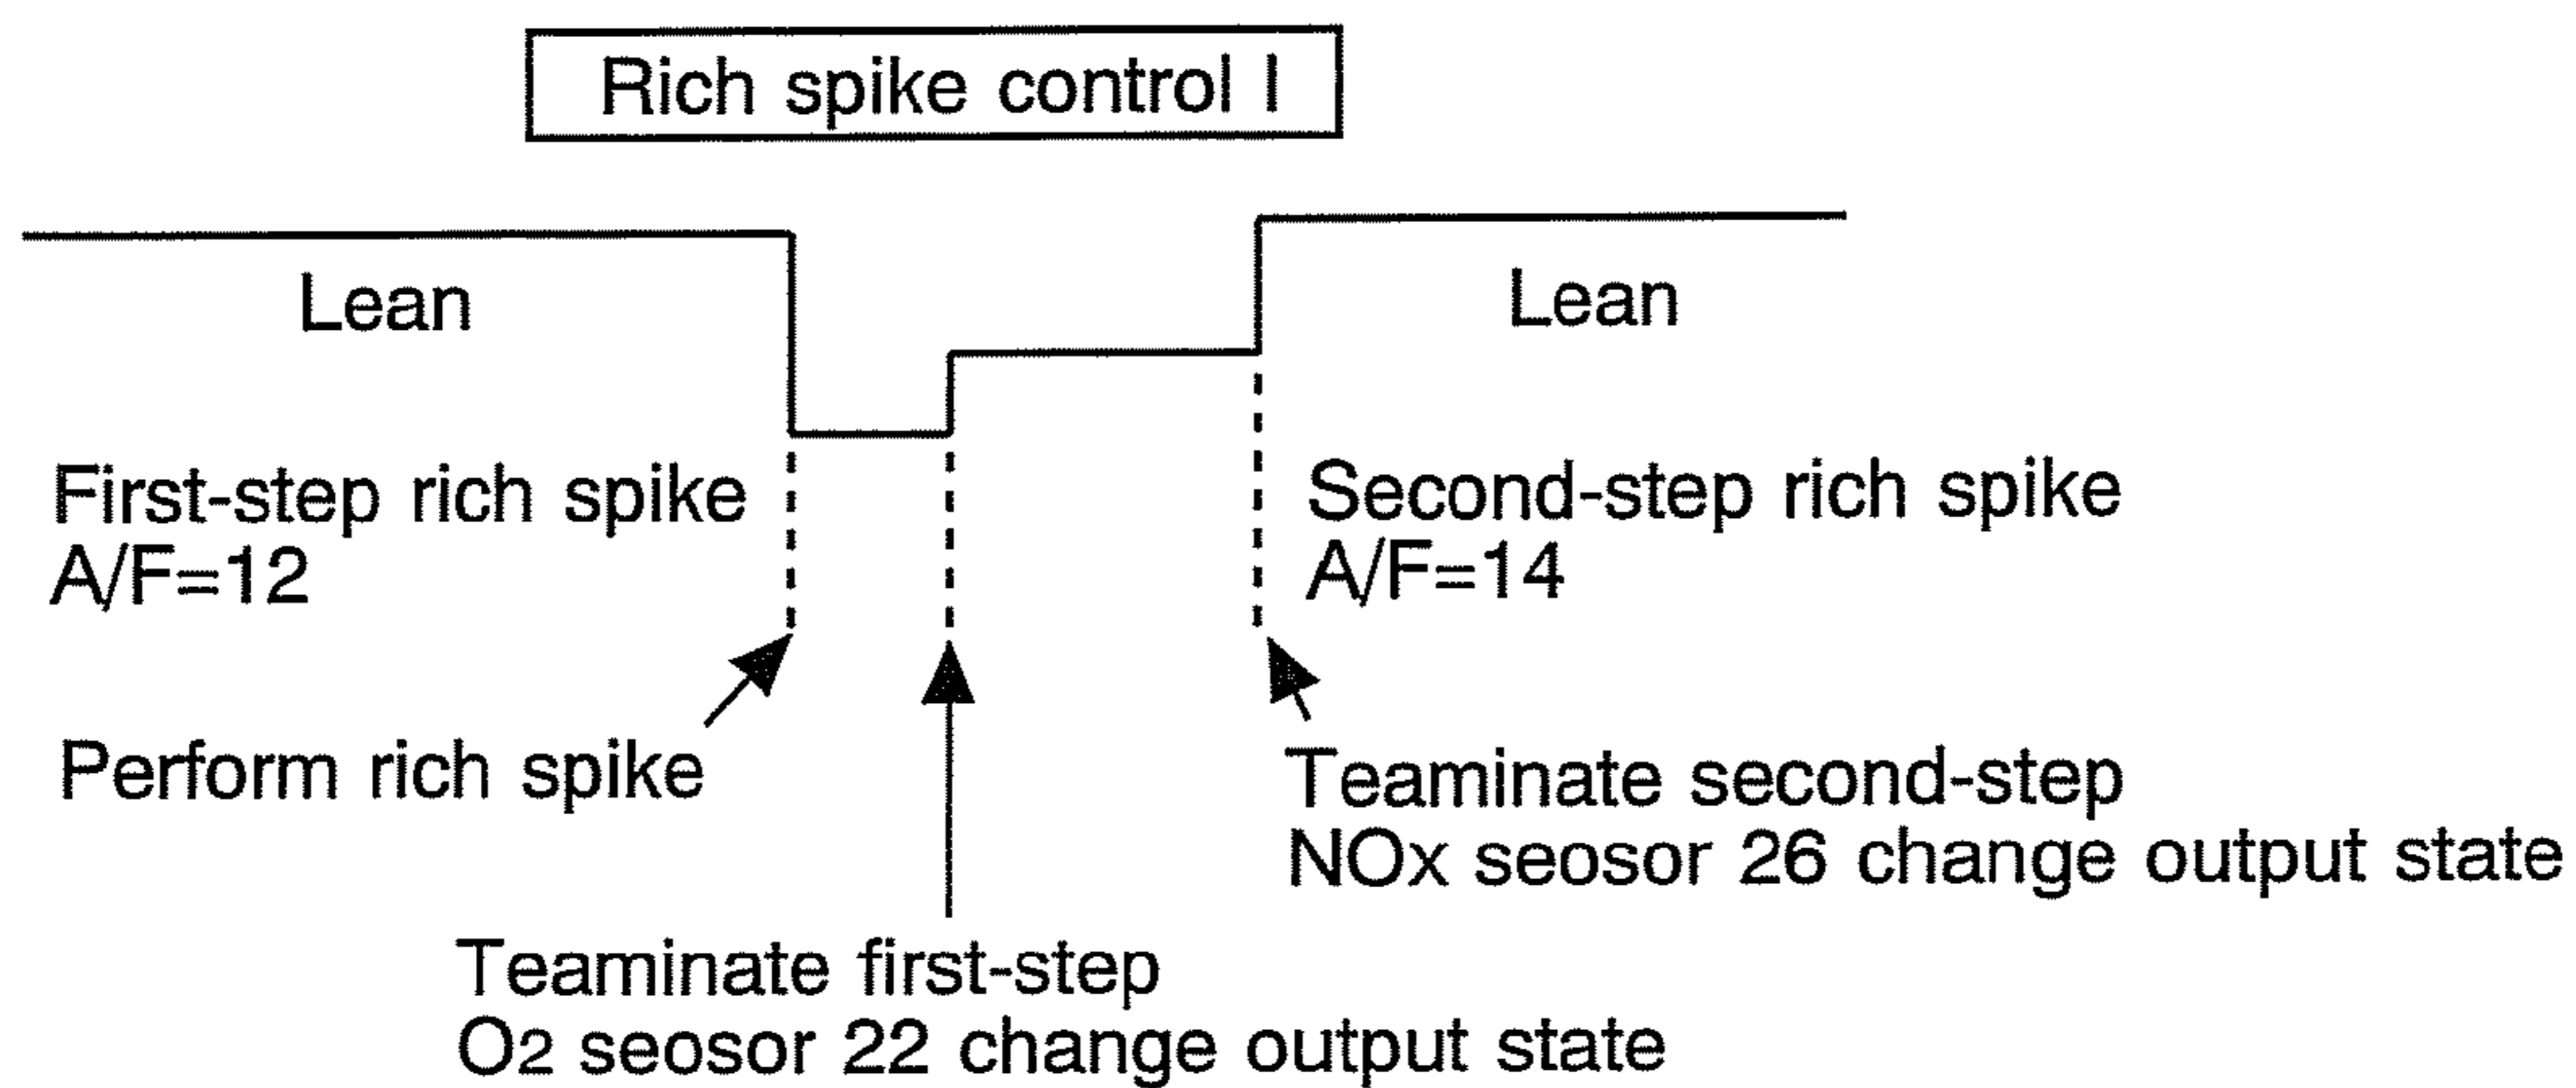 Rich spike control I
Lean
Lean
First-step rich spike
A/F=12
Second-step rich spike
A/F=14
Perform rich spike
Teaminate second-step
NOx seosor 26 change output state
Teaminate first-step
O2 seosor 22 change output state